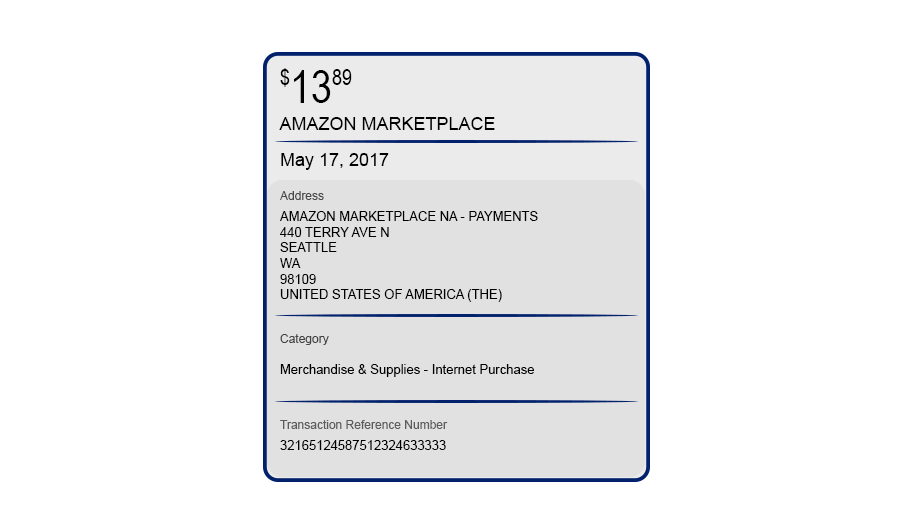 $13 89
AMAZON MARKETPLACE
May 17, 2017
Address
AMAZON MARKETPLACE NA - PAYMENTS
440 TERRY AVE N
SEATTLE
WA
98109
UNITED STATES OF AMERICA (THE)
Category
Merchandise & Supplies - Internet Purchase
Transaction Reference Number
32165124587512324633333